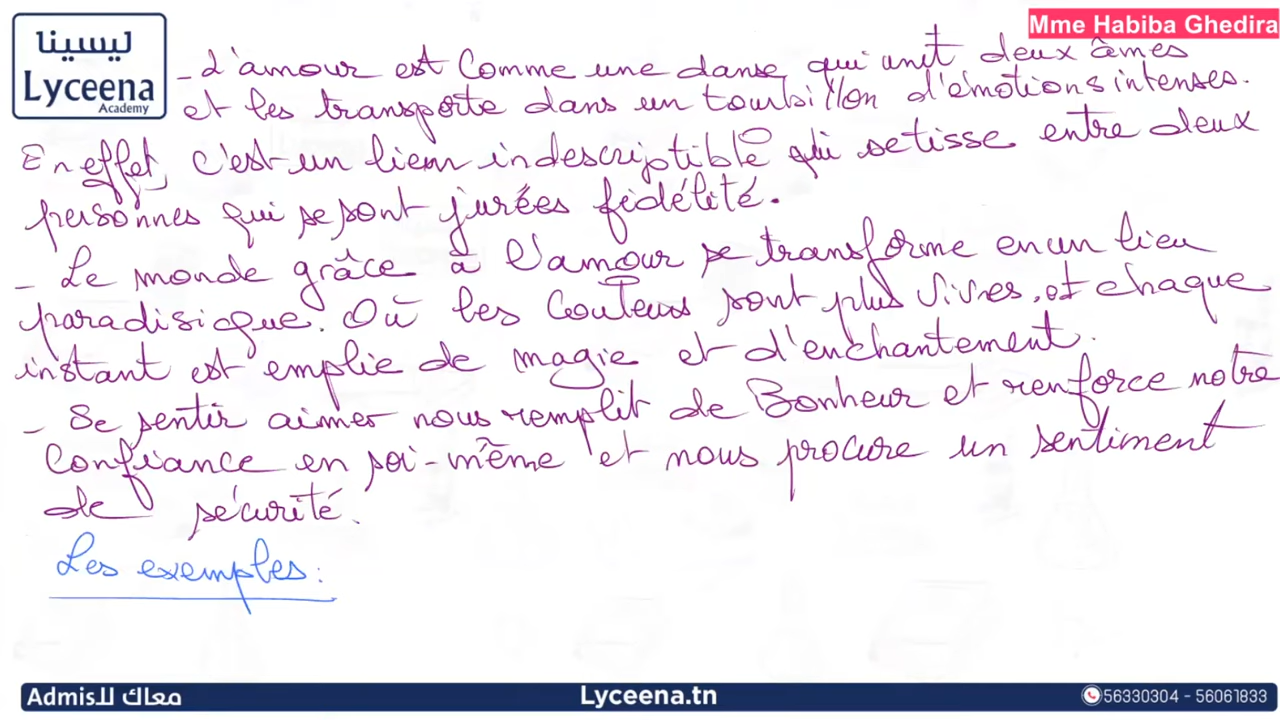 Mme Habiba Ghedira
ليسينا
Lyceena
Academy
- L'amour est comme une danse qui unit deux âmes
et les transporte dans un tourbillon d'émotions intenses.
En effet, c'est un lien indescriptible qui se tisse entre deux
personnes qui se sont jurées fidélité.
- Le monde grâce à l'amour se transforme en un lieu
paradisique. Où les couleurs sont plus vives, et chaque
instant est emplie de magie et d'enchantement.
- Se sentir aimer nous remplit de Bonheur et renforce notre
confiance en soi-même et nous procure un sentiment
de sécurité.
Les exemples:
معاك للـ Admis
Lyceena.tn
56330304 - 56061833